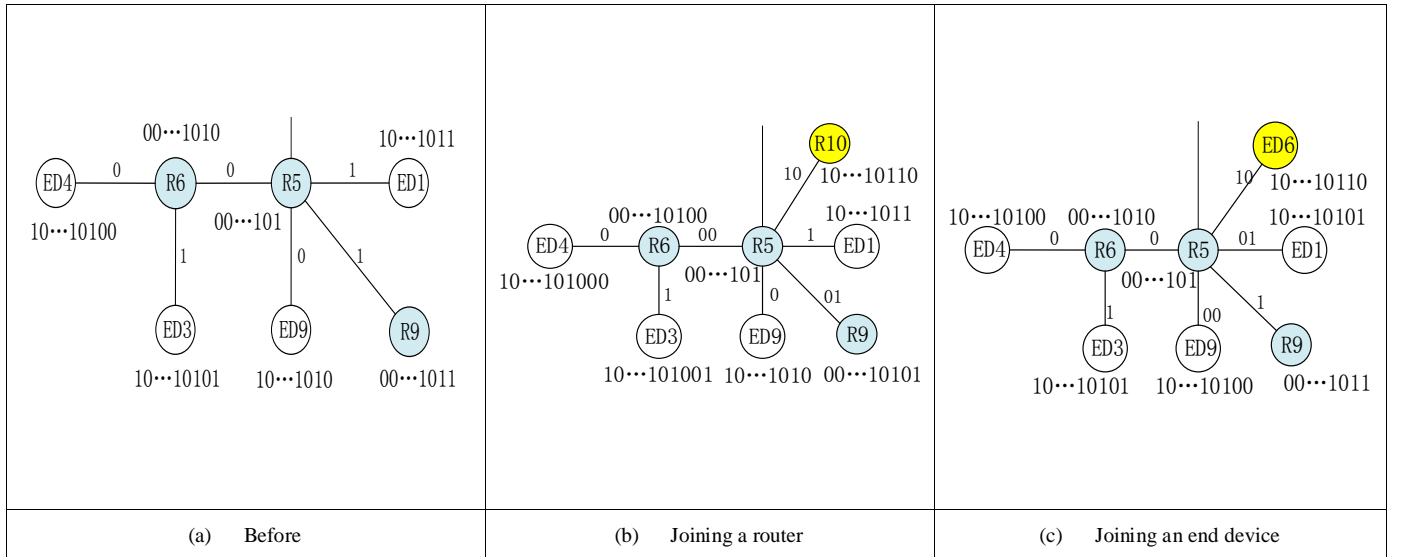 00⋯1010
10⋯1011
ED4
0
R6
0
R5
1
ED1
00⋯101
10⋯10100
1
0
1
ED3
ED9
R9
10⋯10101
10⋯1010
00⋯1011
(a) Before
R10
10
10⋯10110
00⋯10100
10⋯1011
ED4
0
R6
00
R5
1
ED1
10⋯101000
00⋯101
1
0
01
ED3
ED9
R9
10⋯101001
10⋯1010
00⋯10101
(b) Joining a router
ED6
10
10⋯10110
10⋯10100
00⋯1010
10⋯10101
ED4
0
R6
0
R5
01
ED1
00⋯101
1
00
1
ED3
ED9
R9
10⋯10101
10⋯10100
00⋯1011
(c) Joining an end device